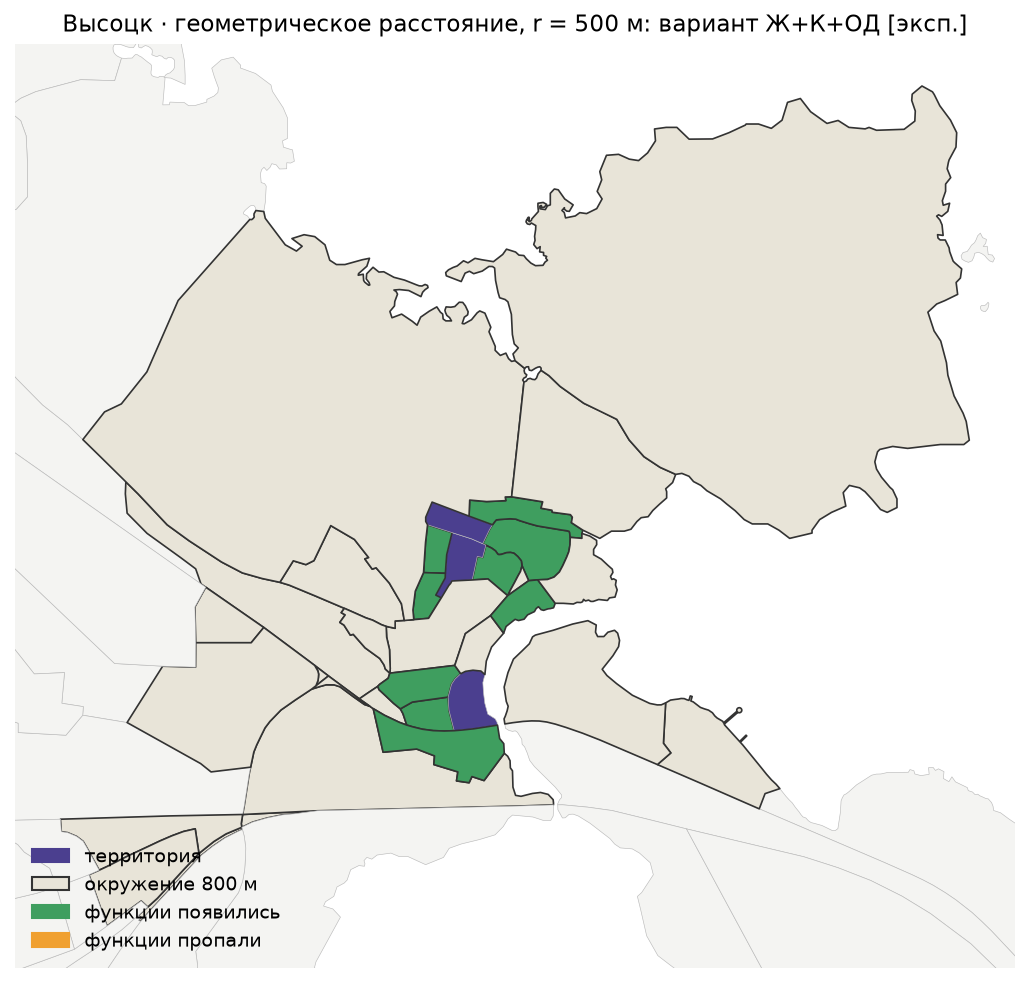 Высоцк · геометрическое расстояние, r = 500 м: вариант Ж+К+ОД [эксп.]
территория
окружение 800 м
функции появились
функции пропали